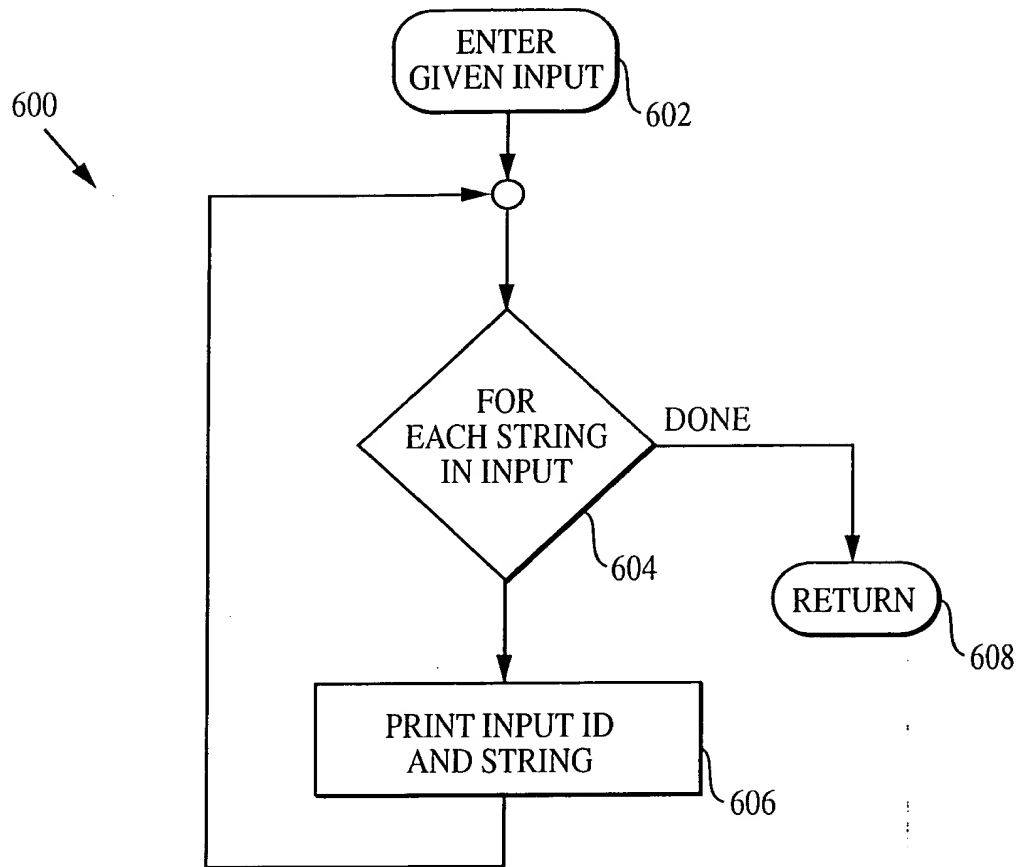 ENTER
GIVEN INPUT
602
600
FOR
EACH STRING
IN INPUT
DONE
604
RETURN
608
PRINT INPUT ID
AND STRING
606